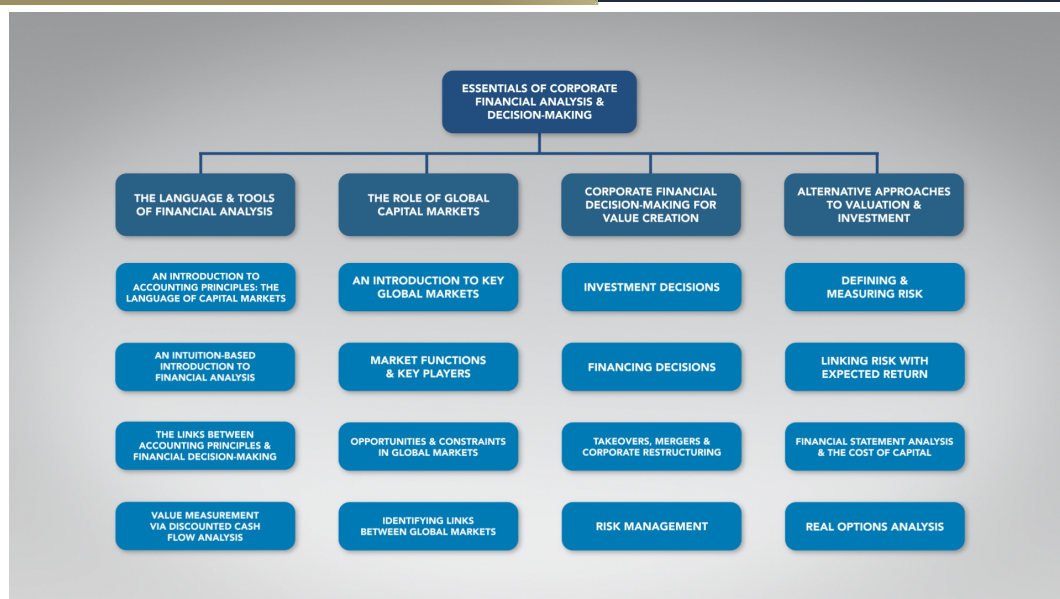 ESSENTIALS OF CORPORATE
FINANCIAL ANALYSIS &
DECISION-MAKING
THE LANGUAGE & TOOLS
OF FINANCIAL ANALYSIS
THE ROLE OF GLOBAL
CAPITAL MARKETS
CORPORATE FINANCIAL
DECISION-MAKING FOR
VALUE CREATION
ALTERNATIVE APPROACHES
TO VALUATION &
INVESTMENT
AN INTRODUCTION TO
ACCOUNTING PRINCIPLES: THE
LANGUAGE OF CAPITAL MARKETS
AN INTRODUCTION TO KEY
GLOBAL MARKETS
INVESTMENT DECISIONS
DEFINING &
MEASURING RISK
AN INTUITION-BASED
INTRODUCTION TO
FINANCIAL ANALYSIS
MARKET FUNCTIONS
& KEY PLAYERS
FINANCING DECISIONS
LINKING RISK WITH
EXPECTED RETURN
THE LINKS BETWEEN
ACCOUNTING PRINCIPLES &
FINANCIAL DECISION-MAKING
OPPORTUNITIES & CONSTRAINTS
IN GLOBAL MARKETS
TAKEOVERS, MERGERS &
CORPORATE RESTRUCTURING
FINANCIAL STATEMENT ANALYSIS
& THE COST OF CAPITAL
VALUE MEASUREMENT
VIA DISCOUNTED CASH
FLOW ANALYSIS
IDENTIFYING LINKS
BETWEEN GLOBAL MARKETS
RISK MANAGEMENT
REAL OPTIONS ANALYSIS